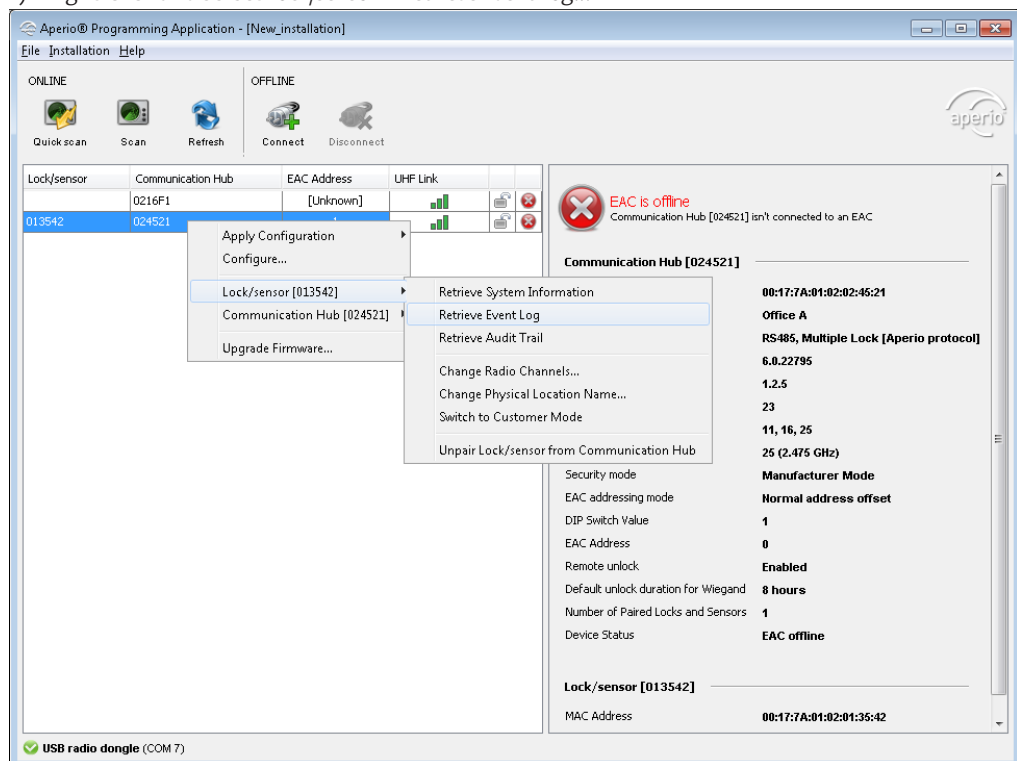 Aperio® Programming Application - [New_installation]
File Installation Help
ONLINE OFFLINE
Quick scan Scan Refresh Connect Disconnect
aperio
Lock/sensor Communication Hub EAC Address UHF Link
0216F1 [Unknown]
013542 024521
Apply Configuration
Configure...
Lock/sensor [013542]
Communication Hub [024521]
Upgrade Firmware...
Retrieve System Information
Retrieve Event Log
Retrieve Audit Trail
Change Radio Channels...
Change Physical Location Name...
Switch to Customer Mode
Unpair Lock/sensor from Communication Hub
EAC is offline
Communication Hub [024521] isn't connected to an EAC
Communication Hub [024521]
00:17:7A:01:02:02:45:21
Office A
RS485, Multiple Lock [Aperio protocol]
6.0.22795
1.2.5
23
11, 16, 25
25 (2.475 GHz)
Security mode Manufacturer Mode
EAC addressing mode Normal address offset
DIP Switch Value 1
EAC Address 0
Remote unlock Enabled
Default unlock duration for Wiegand 8 hours
Number of Paired Locks and Sensors 1
Device Status EAC offline
Lock/sensor [013542]
MAC Address 00:17:7A:01:02:01:35:42
USB radio dongle (COM 7)